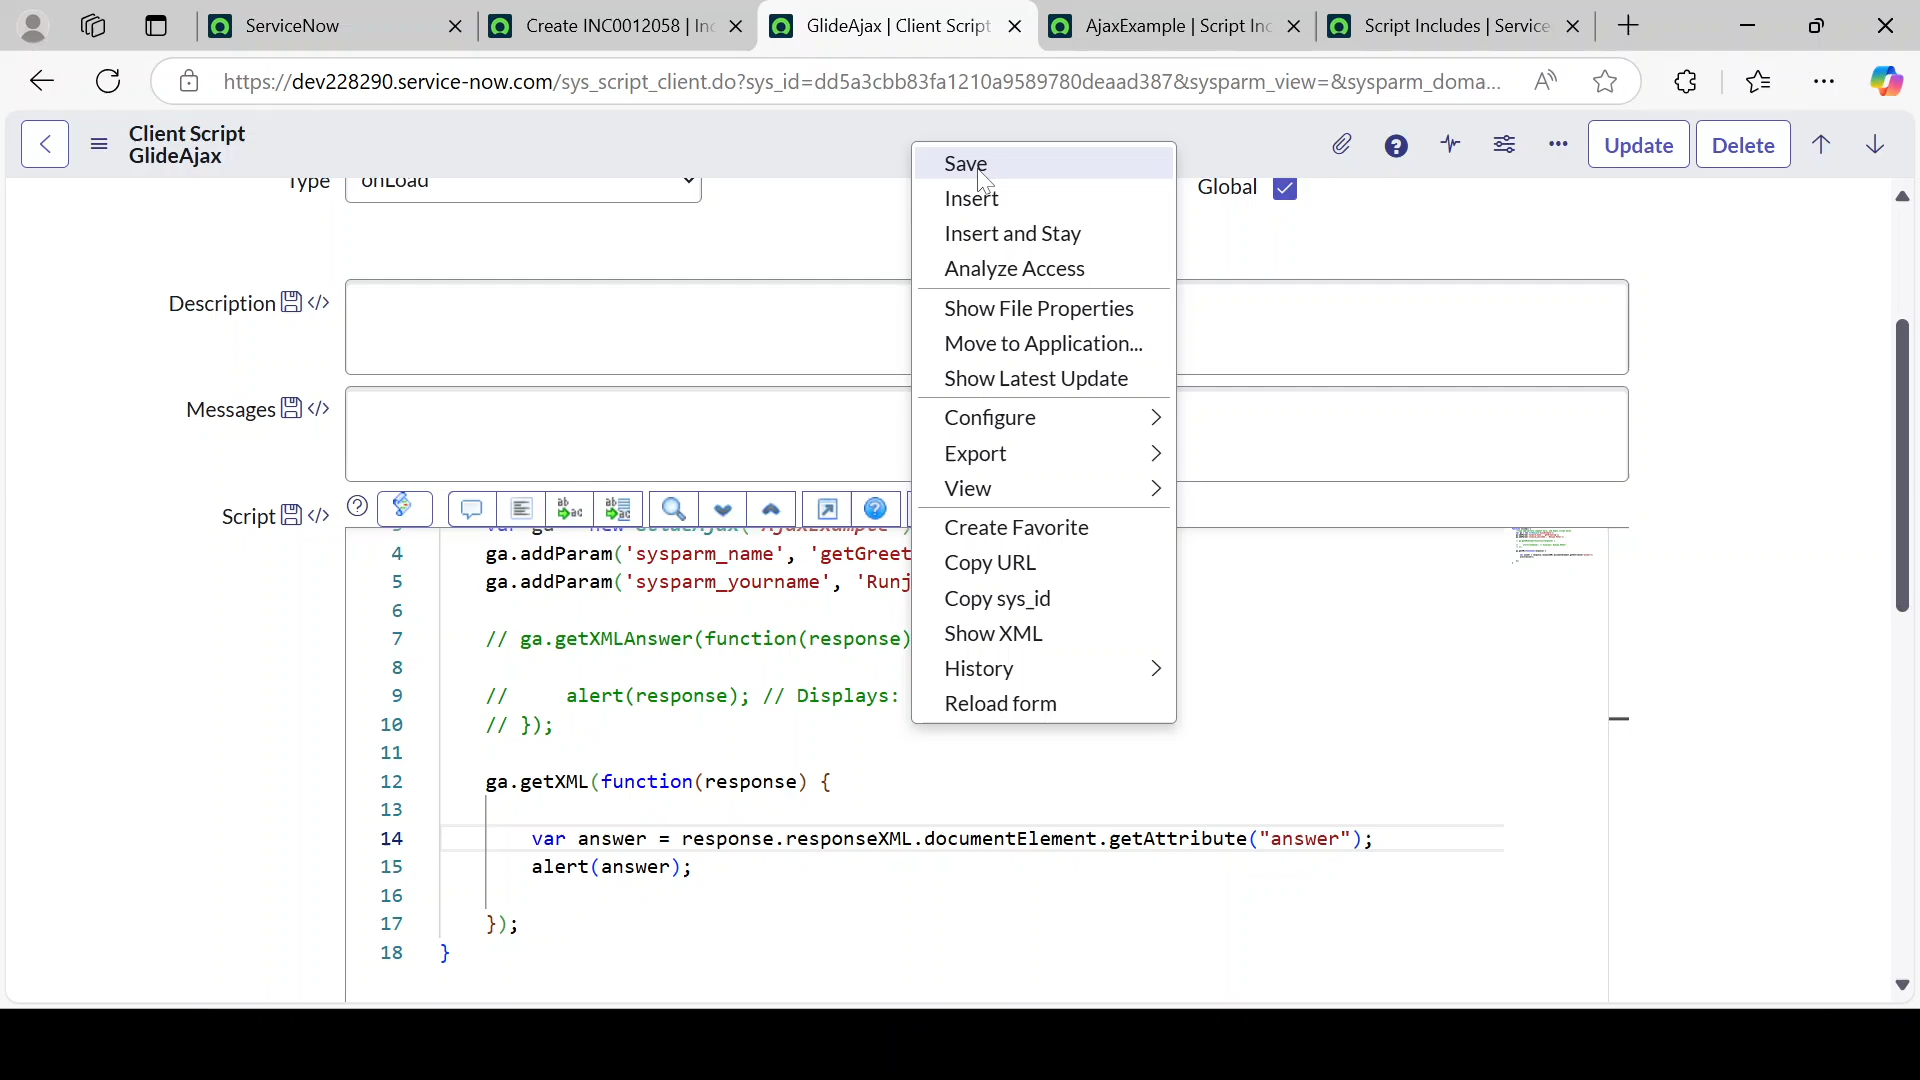 ServiceNow
Create INC0012058 | Inc
GlideAjax | Client Script
AjaxExample | Script Inc
Script Includes | Service
https://dev228290.service-now.com/sys_script_client.do?sys_id=dd5a3cbb83fa1210a9589780deaad387&sysparm_view=&sysparm_doma...
Client Script
GlideAjax
Update
Delete
Type
onLoad
Global
Save
Insert
Insert and Stay
Analyze Access
Show File Properties
Move to Application...
Show Latest Update
Configure
Export
View
Create Favorite
Copy URL
Copy sys_id
Show XML
History
Reload form
Description
Messages
Script
4 ga.addParam('sysparm_name', 'getGreet
5 ga.addParam('sysparm_yourname', 'Runj
6
7 // ga.getXMLAnswer(function(response)
8
9 // alert(response); // Displays:
10 // });
11
12 ga.getXML(function(response) {
13
14 var answer = response.responseXML.documentElement.getAttribute("answer");
15 alert(answer);
16
17 });
18 }